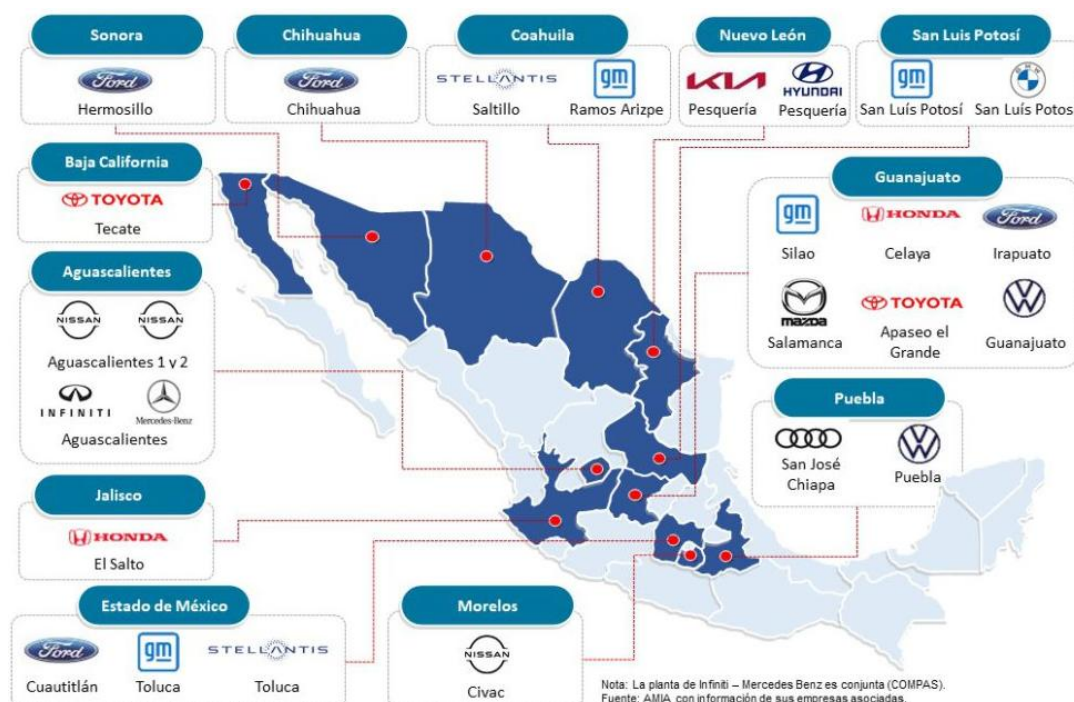 Sonora
Ford
Hermosillo
Chihuahua
Ford
Chihuahua
Coahuila
STELLANTIS
Saltillo
gm
Ramos Arizpe
Nuevo León
KIA
Pesquería
HYUNDAI
Pesquería
San Luis Potosí
gm
San Luís Potosí
BMW
San Luís Potos
Baja California
TOYOTA
Tecate
Guanajuato
gm
Silao
HONDA
Celaya
Ford
Irapuato
mazda
Salamanca
TOYOTA
Apaseo el
Grande
Guanajuato
Aguascalientes
NISSAN
NISSAN
Aguascalientes 1 y 2
INFINITI
Mercedes-Benz
Aguascalientes
Puebla
San José
Chiapa
Puebla
Jalisco
HONDA
El Salto
Estado de México
Ford
Cuautitlán
gm
Toluca
STELLANTIS
Toluca
Morelos
NISSAN
Civac
Nota: La planta de Infiniti – Mercedes Benz es conjunta (COMPAS).
Fuente: AMIA con información de sus empresas asociadas.